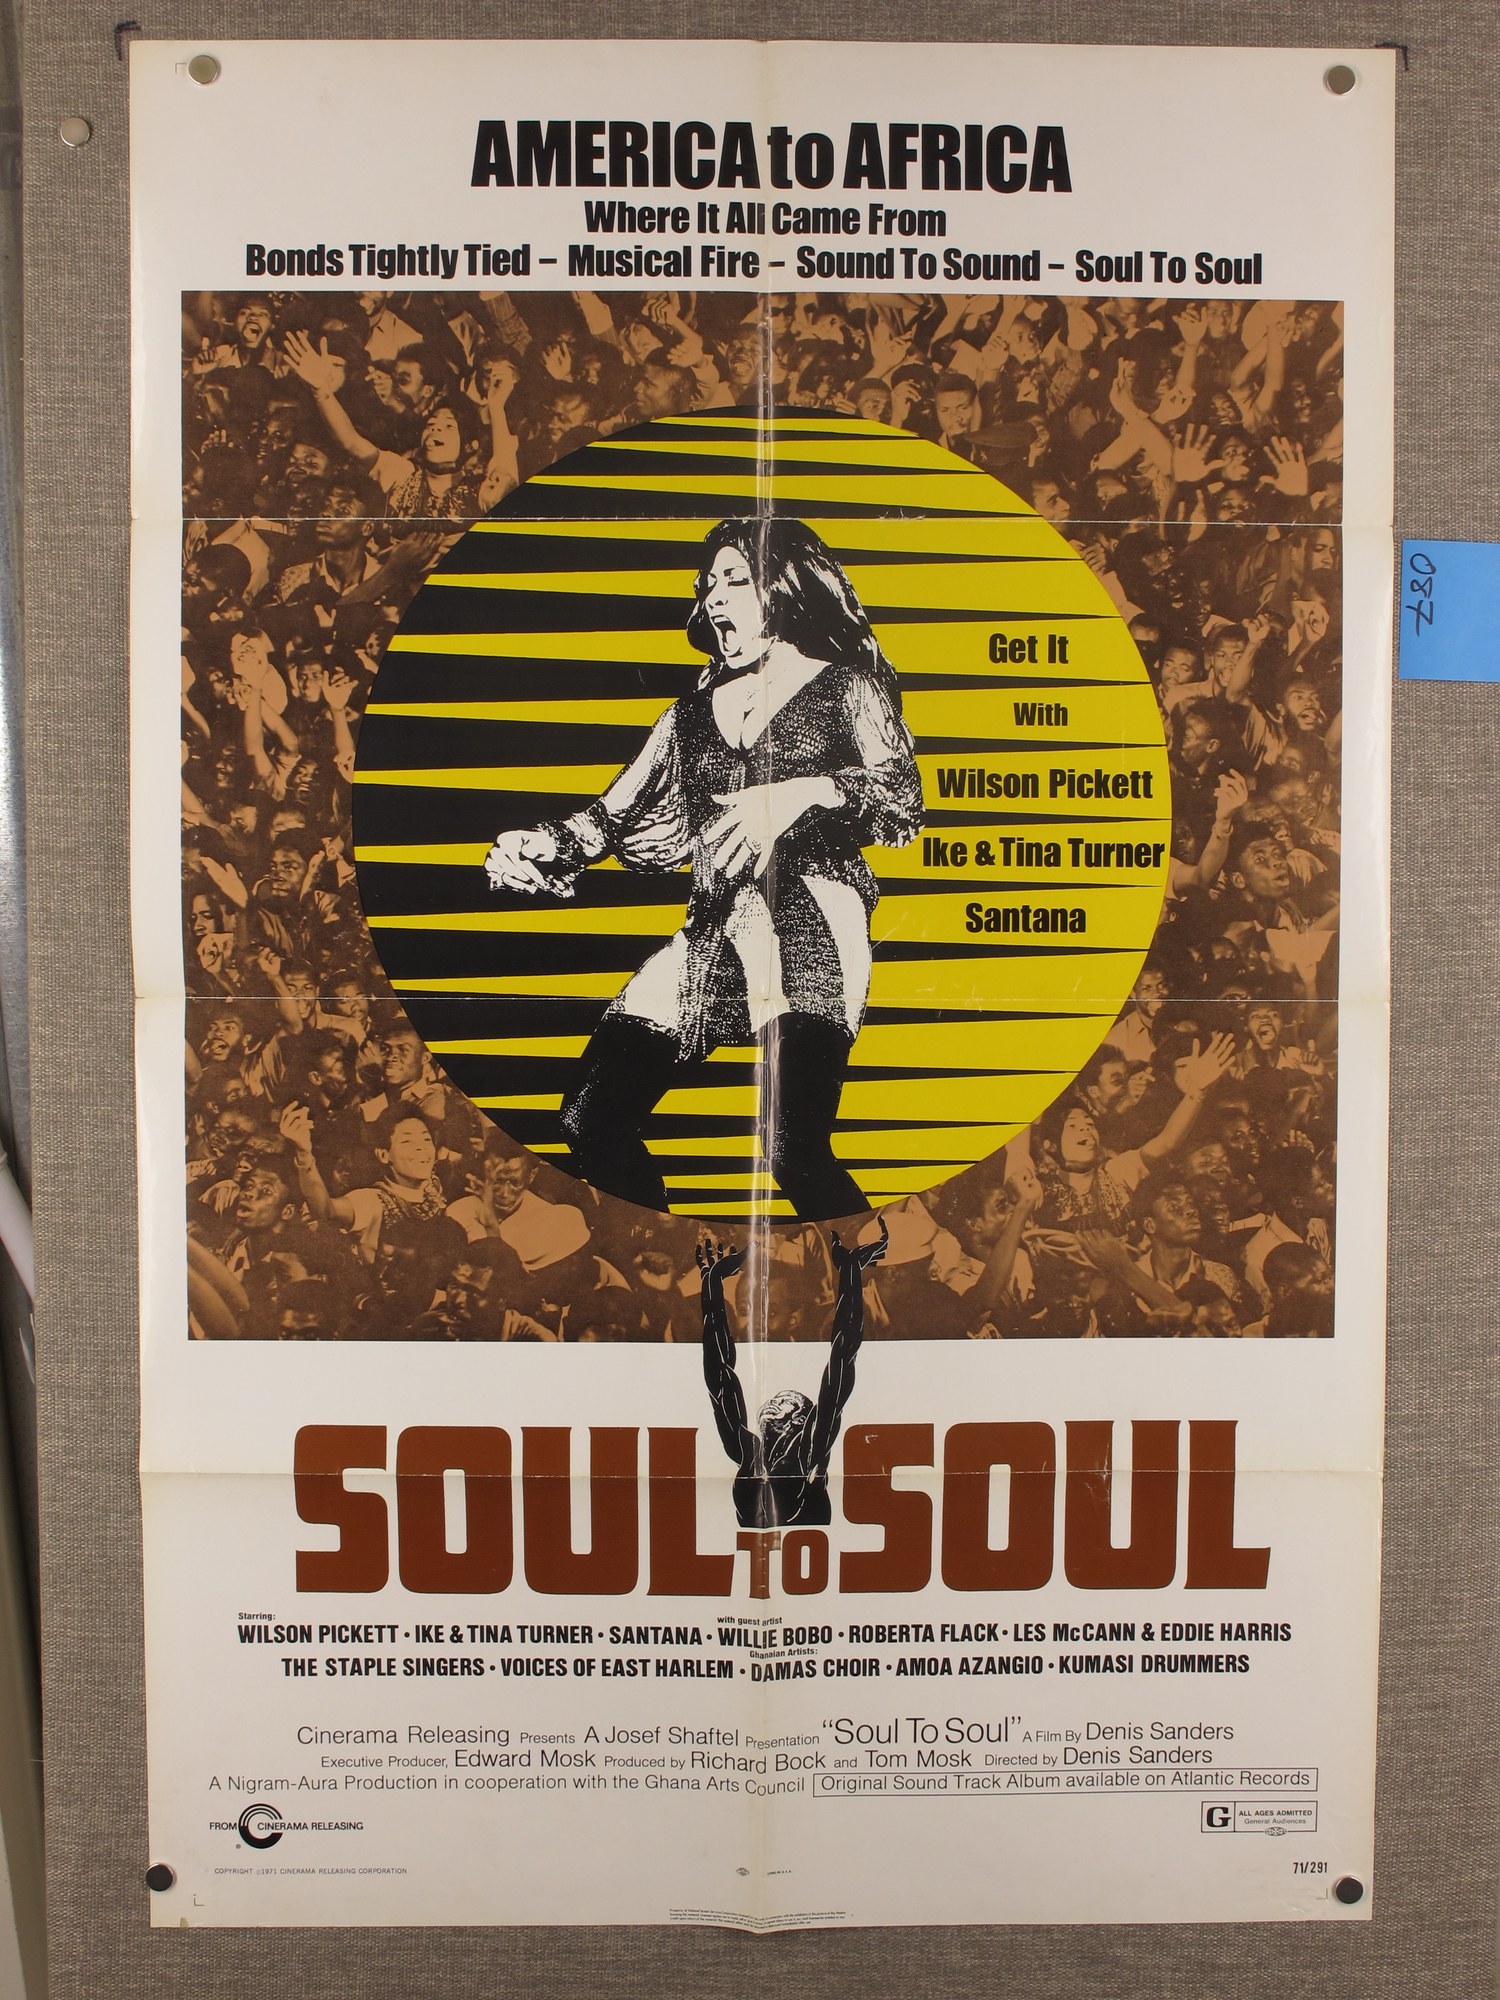 AMERICA to AFRICA
Where It All Came From
Bonds Tightly Tied – Musical Fire – Sound To Sound – Soul To Soul
Get It
With
Wilson Pickett
Ike & Tina Turner
Santana
087
SOUL TO SOUL
Starring:
with guest artist
WILSON PICKETT • IKE & TINA TURNER • SANTANA • WILLIE BOBO • ROBERTA FLACK • LES McCANN & EDDIE HARRIS
Ghanaian Artists:
THE STAPLE SINGERS • VOICES OF EAST HARLEM • DAMAS CHOIR • AMOA AZANGIO • KUMASI DRUMMERS
Cinerama Releasing Presents A Josef Shaftel Presentation “Soul To Soul” A Film By Denis Sanders
Executive Producer, Edward Mosk Produced by Richard Bock and Tom Mosk Directed by Denis Sanders
A Nigram-Aura Production in cooperation with the Ghana Arts Council Original Sound Track Album available on Atlantic Records
FROM CINERAMA RELEASING
G ALL AGES ADMITTED
General Audiences
COPYRIGHT ©1971 CINERAMA RELEASING CORPORATION
71/291